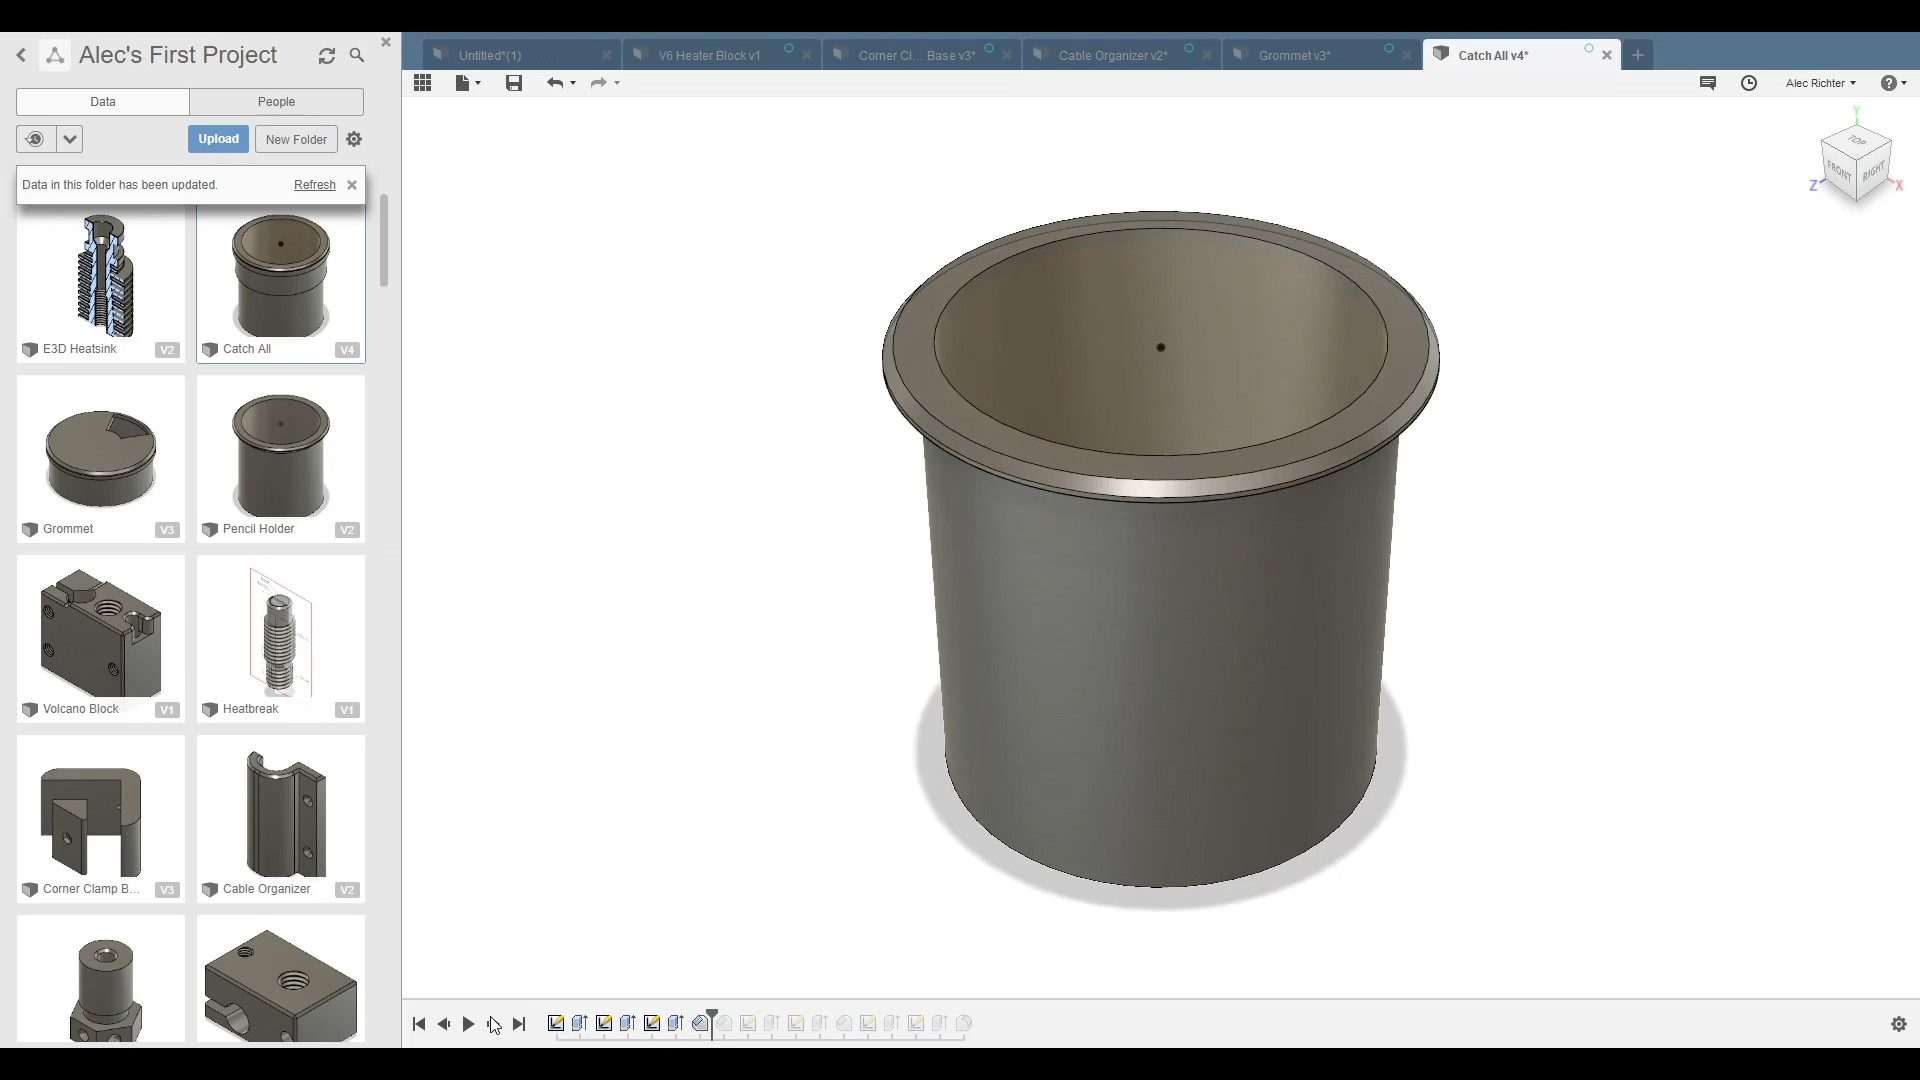 Alec's First Project
Untitled*(1)
V6 Heater Block v1
Corner Cl... Base v3*
Cable Organizer v2*
Grommet v3*
Catch All v4*
Alec Richter
Data
People
Upload
New Folder
Data in this folder has been updated.
Refresh
E3D Heatsink
V2
Catch All
V4
Grommet
V3
Pencil Holder
V2
Volcano Block
V1
Heatbreak
V1
Corner Clamp B...
V3
Cable Organizer
V2
Y
TOP
FRONT
RIGHT
Z
X